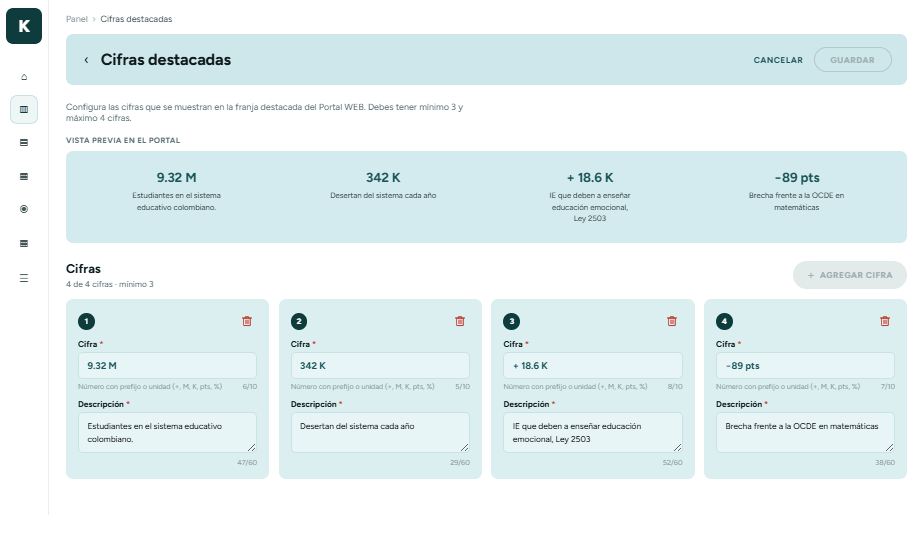 K
Panel › Cifras destacadas
‹ Cifras destacadas
CANCELAR
GUARDAR
Configura las cifras que se muestran en la franja destacada del Portal WEB. Debes tener mínimo 3 y
máximo 4 cifras.
VISTA PREVIA EN EL PORTAL
9.32 M
Estudiantes en el sistema
educativo colombiano.
342 K
Desertan del sistema cada año
+ 18.6 K
IE que deben a enseñar
educación emocional,
Ley 2503
-89 pts
Brecha frente a la OCDE en
matemáticas
Cifras
4 de 4 cifras · mínimo 3
+ AGREGAR CIFRA
1
Cifra *
9.32 M
Número con prefijo o unidad (+, M, K, pts, %)
6/10
Descripción *
Estudiantes en el sistema educativo
colombiano.
47/60
2
Cifra *
342 K
Número con prefijo o unidad (+, M, K, pts, %)
5/10
Descripción *
Desertan del sistema cada año
29/60
3
Cifra *
+ 18.6 K
Número con prefijo o unidad (+, M, K, pts, %)
8/10
Descripción *
IE que deben a enseñar educación
emocional, Ley 2503
52/60
4
Cifra *
-89 pts
Número con prefijo o unidad (+, M, K, pts, %)
7/10
Descripción *
Brecha frente a la OCDE en matemáticas
38/60